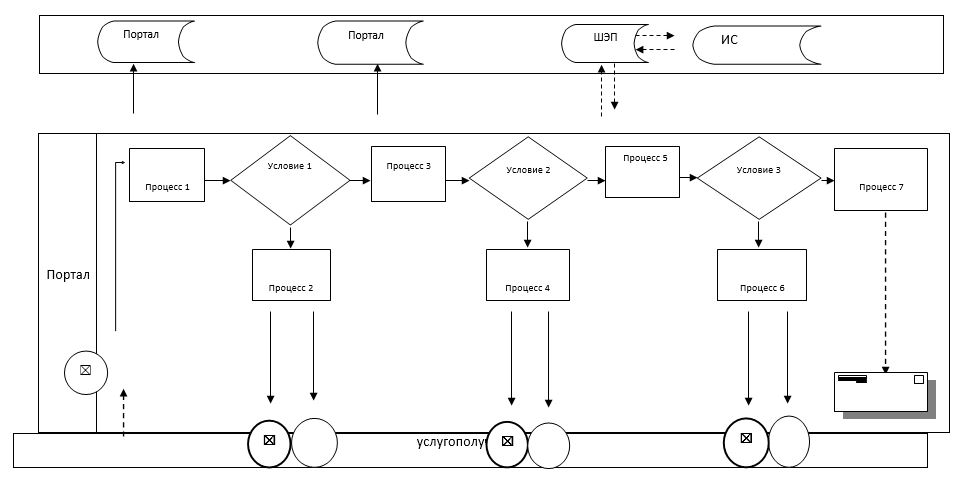 Портал
Портал
ШЭП
ИС
Процесс 1
Условие 1
Процесс 3
Условие 2
Процесс 5
Условие 3
Процесс 7
Портал
Процесс 2
Процесс 4
Процесс 6
услугополу